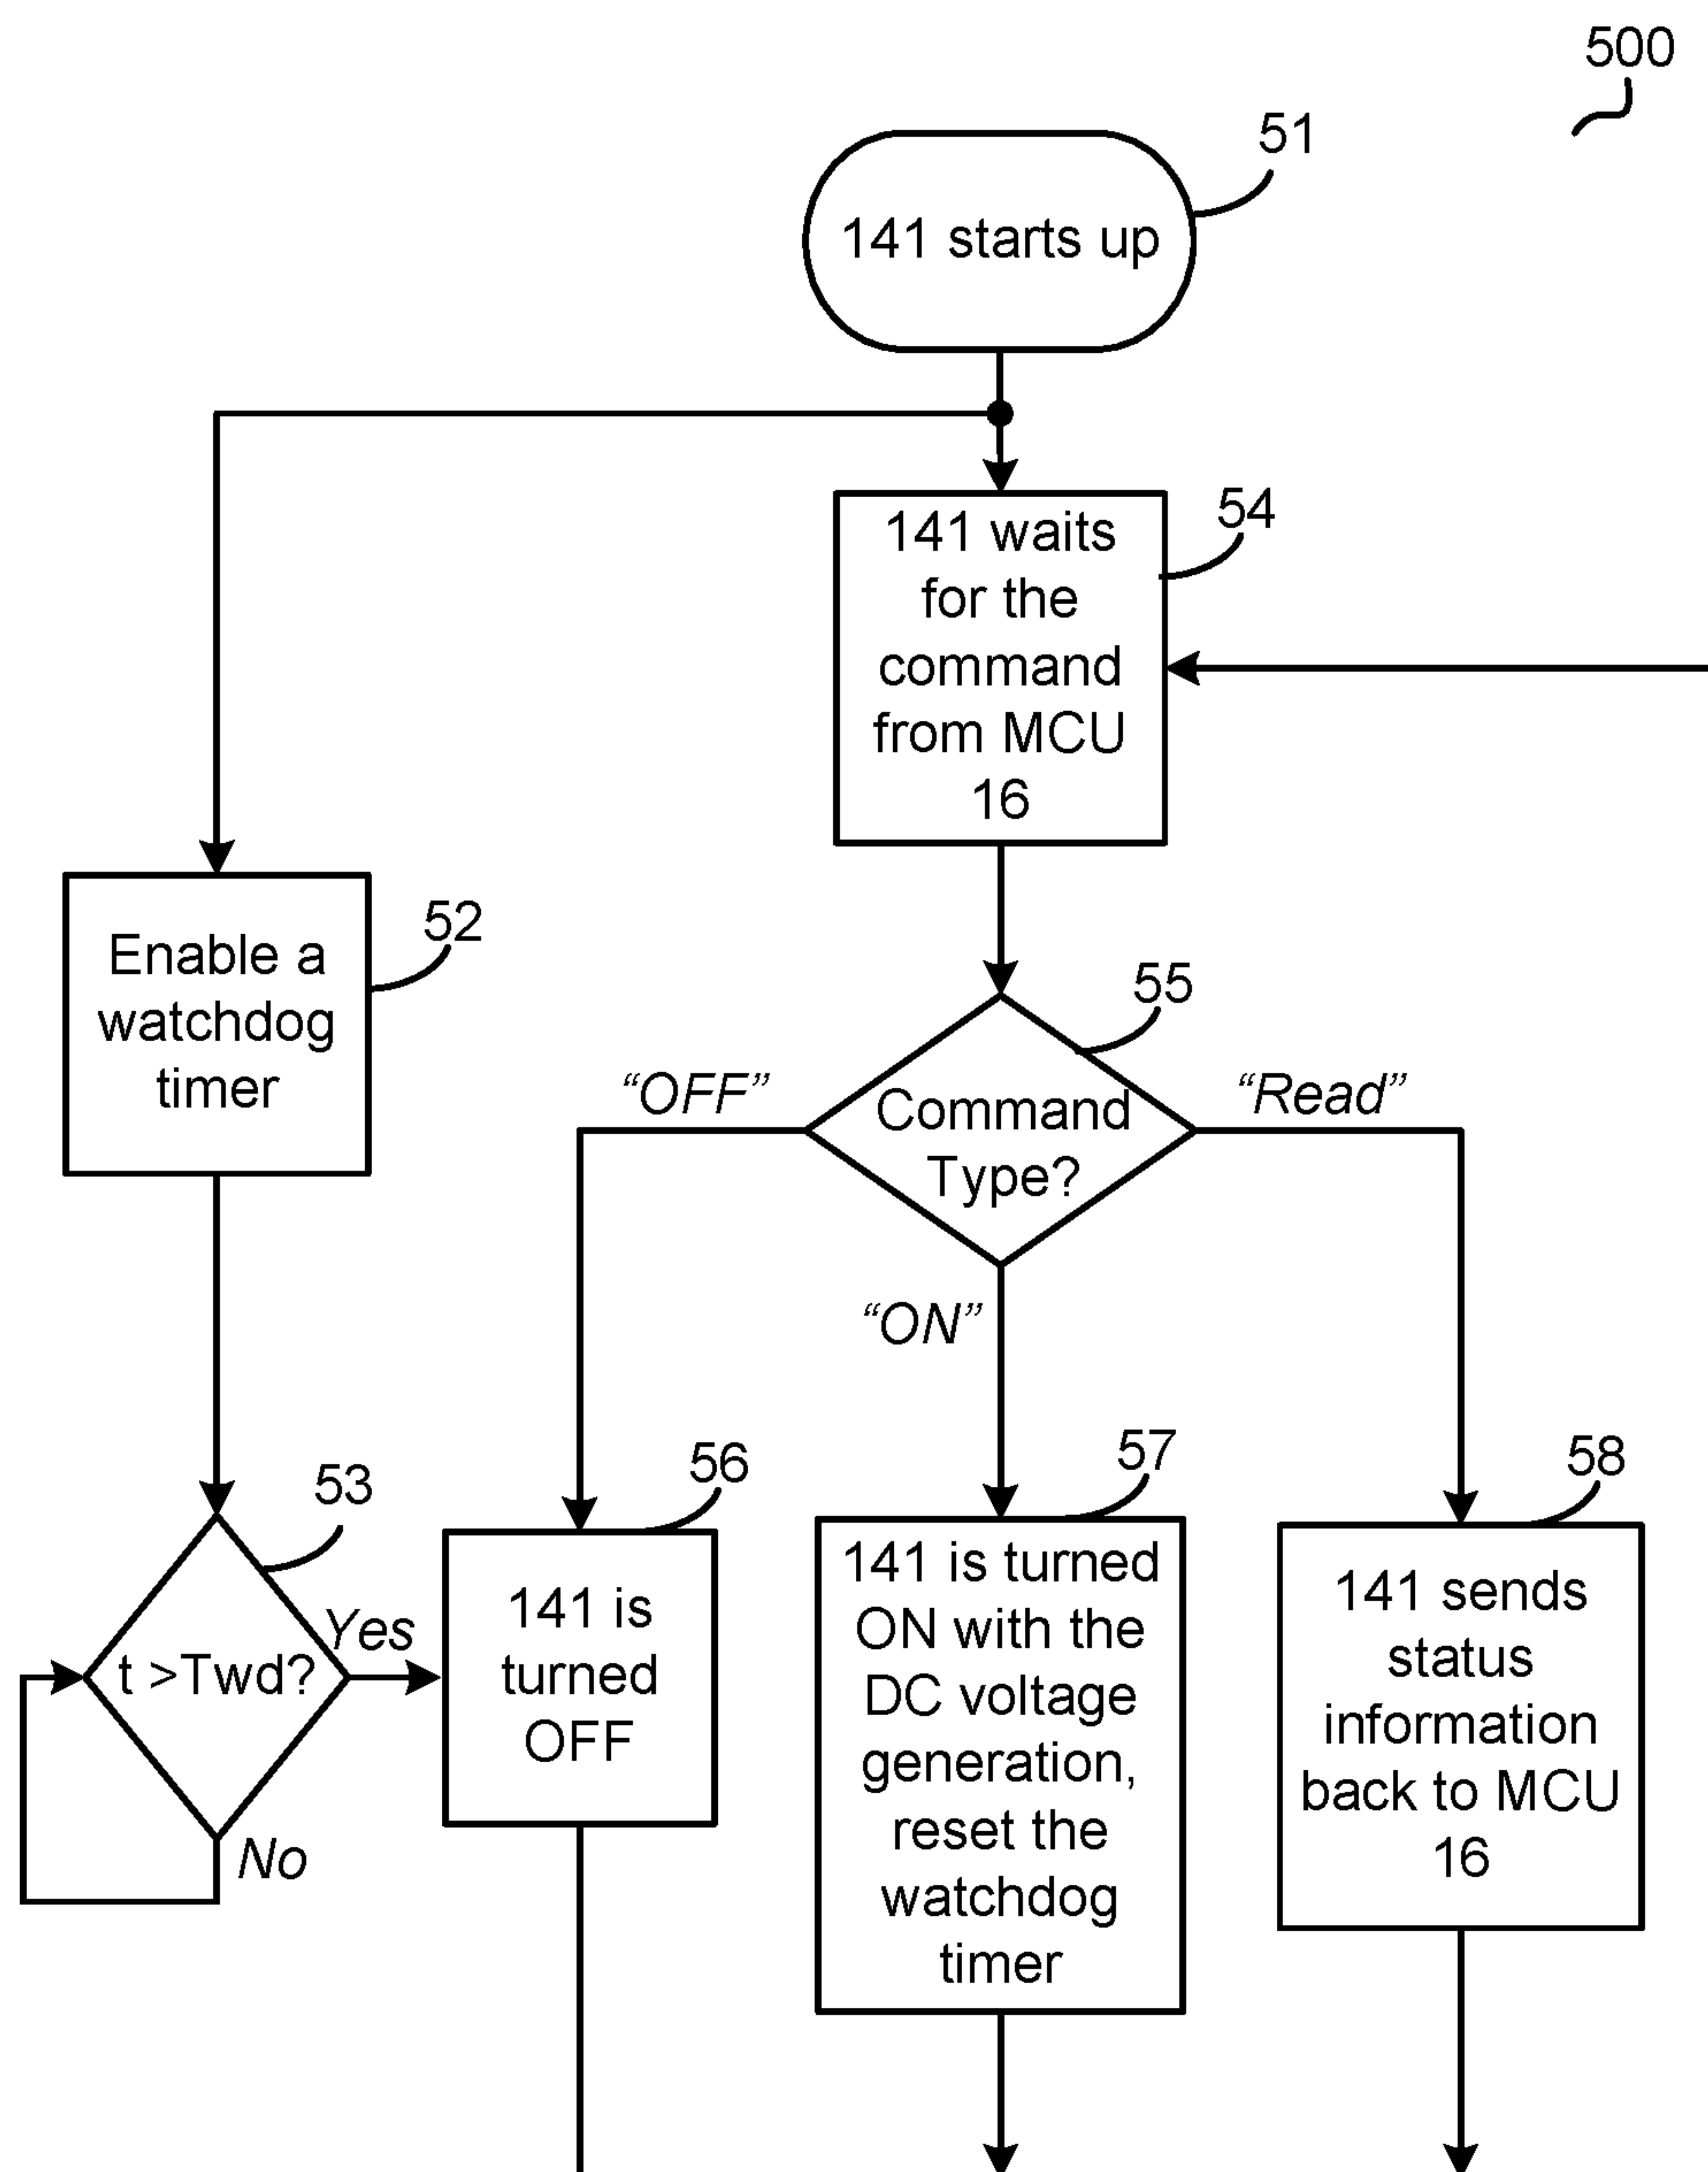 500
51
141 starts up
54
141 waits
for the
command
from MCU
16
52
Enable a
watchdog
timer
55
"OFF"
Command
Type?
"Read"
"ON"
53
t >Twd?
Yes
No
56
141 is
turned
OFF
57
141 is turned
ON with the
DC voltage
generation,
reset the
watchdog
timer
58
141 sends
status
information
back to MCU
16